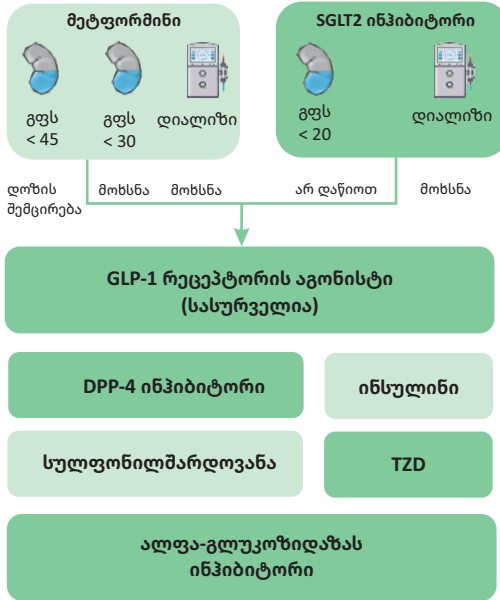 მეტფორმინი
გფს
< 45
გფს
< 30
დიალიზი
SGLT2 ინჰიბიტორი
გფს
< 20
დიალიზი
დოზის
შემცირება
მოხსნა
მოხსნა
არ დაწიოთ
მოხსნა
GLP-1 რეცეპტორის აგონისტი
(სასურველია)
DPP-4 ინჰიბიტორი
ინსულინი
სულფონილშარდოვანა
TZD
ალფა-გლუკოზიდაზას
ინჰიბიტორი